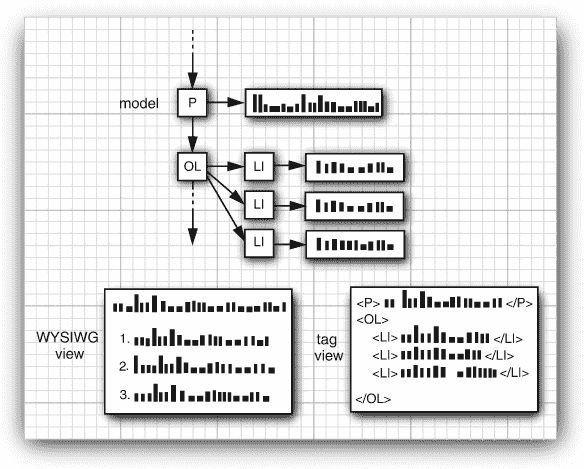 model
P
OL
LI
LI
LI
WYSIWG
view
1.
2.
3.
tag
view
<P> </P>
<OL>
<LI> </LI>
<LI> </LI>
<LI> </LI>
</OL>